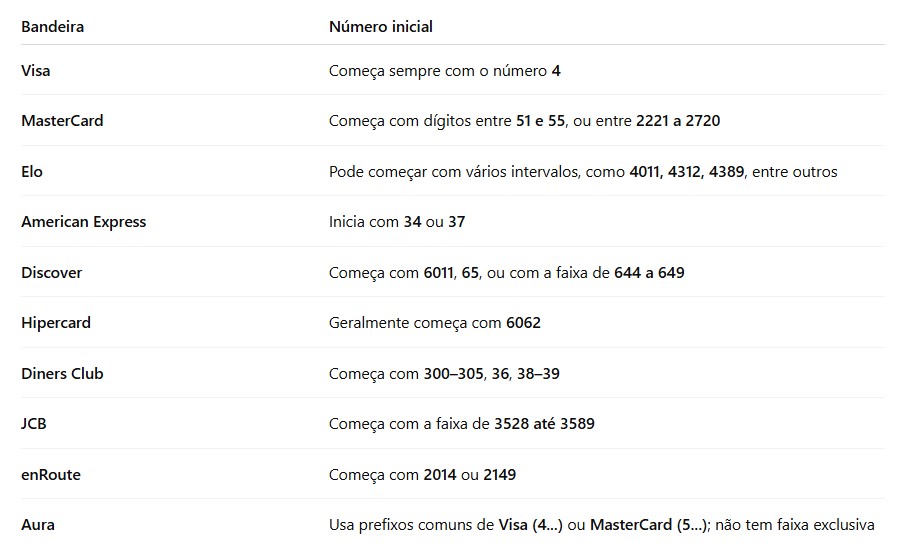 Bandeira Número inicial
Visa Começa sempre com o número 4
MasterCard Começa com dígitos entre 51 e 55, ou entre 2221 a 2720
Elo Pode começar com vários intervalos, como 4011, 4312, 4389, entre outros
American Express Inicia com 34 ou 37
Discover Começa com 6011, 65, ou com a faixa de 644 a 649
Hipercard Geralmente começa com 6062
Diners Club Começa com 300–305, 36, 38–39
JCB Começa com a faixa de 3528 até 3589
enRoute Começa com 2014 ou 2149
Aura Usa prefixos comuns de Visa (4...) ou MasterCard (5...); não tem faixa exclusiva